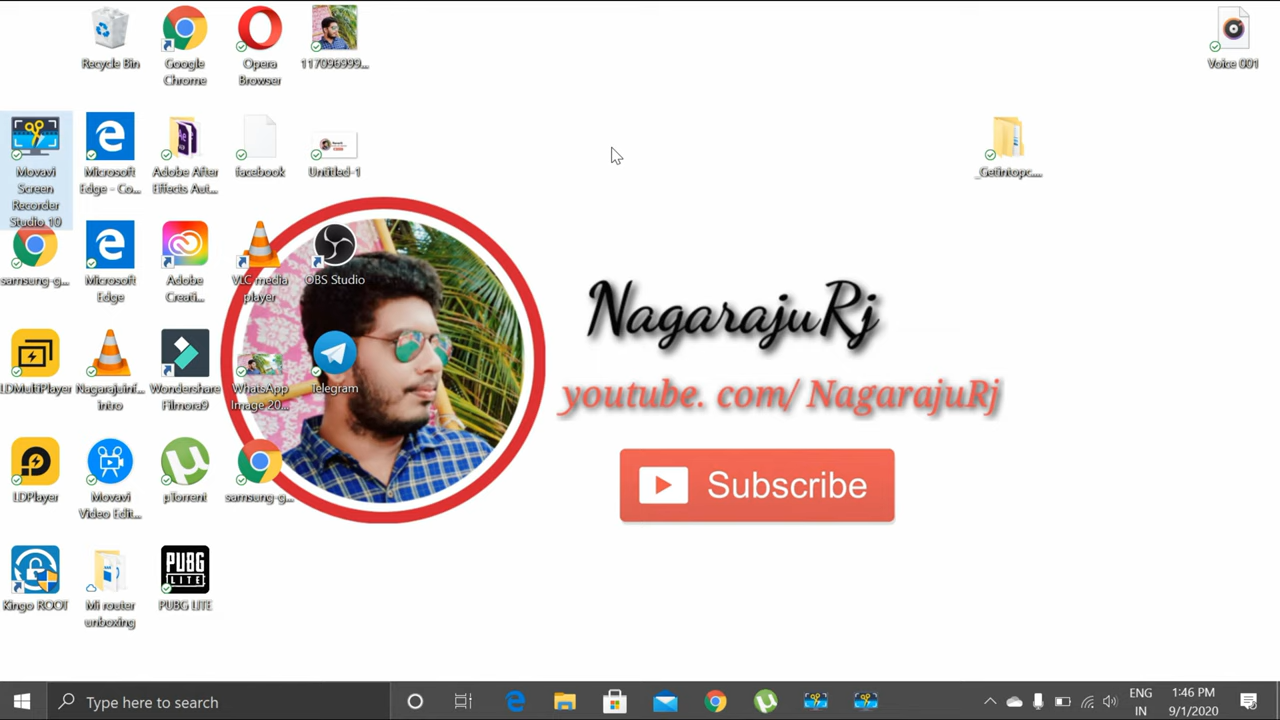 Recycle Bin
Google
Chrome
Opera
Browser
117096999...
Voice 001
Movavi
Screen
Recorder
Studio 10
Microsoft
Edge - Co...
Adobe After
Effects Aut...
facebook
Untitled-1
_Getintopc....
samsung-g...
Microsoft
Edge
Adobe
Creati...
VLC media
player
OBS Studio
NagarajuRj
youtube. com/ NagarajuRj
Subscribe
LDMultiPlayer
Nagarajuinf...
intro
Wondershare
Filmora9
WhatsApp
Image 20...
Telegram
LDPlayer
Movavi
Video Edit...
µTorrent
samsung-g...
Kingo ROOT
Mi router
unboxing
PUBG
LITE
PUBG LITE
Type here to search
ENG
IN
1:46 PM
9/1/2020